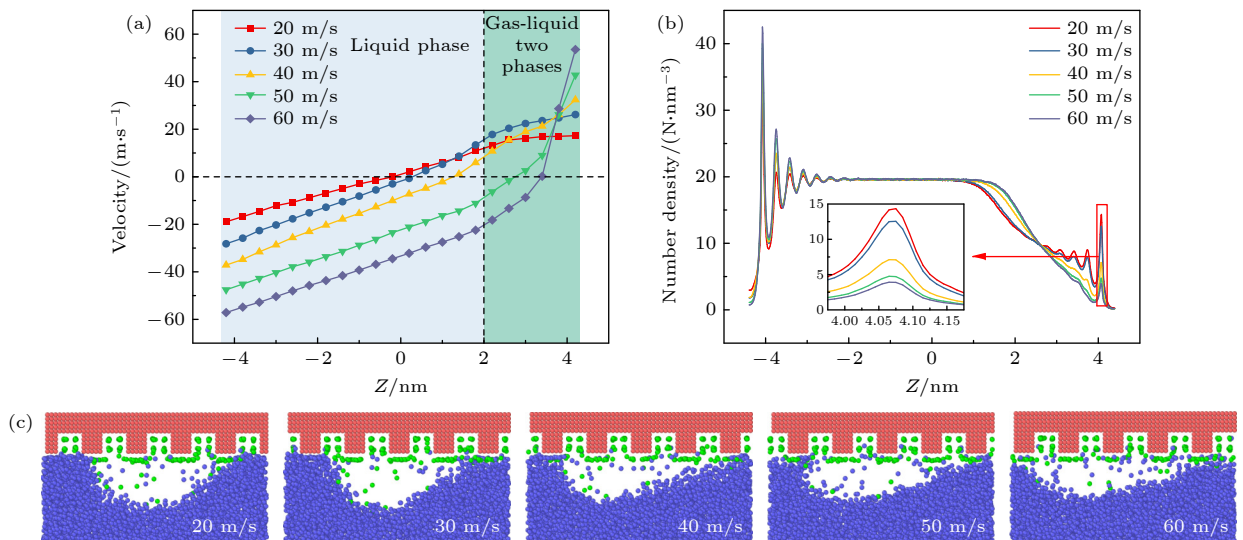 (a)
60
40
20
0
−20
−40
−60
Velocity/(m·s⁻¹)
20 m/s
30 m/s
40 m/s
50 m/s
60 m/s
Liquid phase
Gas-liquid
two
phases
−4
−2
0
2
4
Z/nm
(b)
40
30
20
10
0
Number density/(N·nm⁻³)
20 m/s
30 m/s
40 m/s
50 m/s
60 m/s
15
10
5
0
4.00
4.05
4.10
4.15
−4
−2
0
2
4
Z/nm
(c)
20 m/s
30 m/s
40 m/s
50 m/s
60 m/s